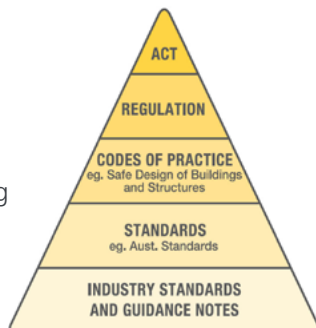 ACT
REGULATION
CODES OF PRACTICE
eg. Safe Design of Buildings
and Structures
g
STANDARDS
eg. Aust. Standards
INDUSTRY STANDARDS
AND GUIDANCE NOTES